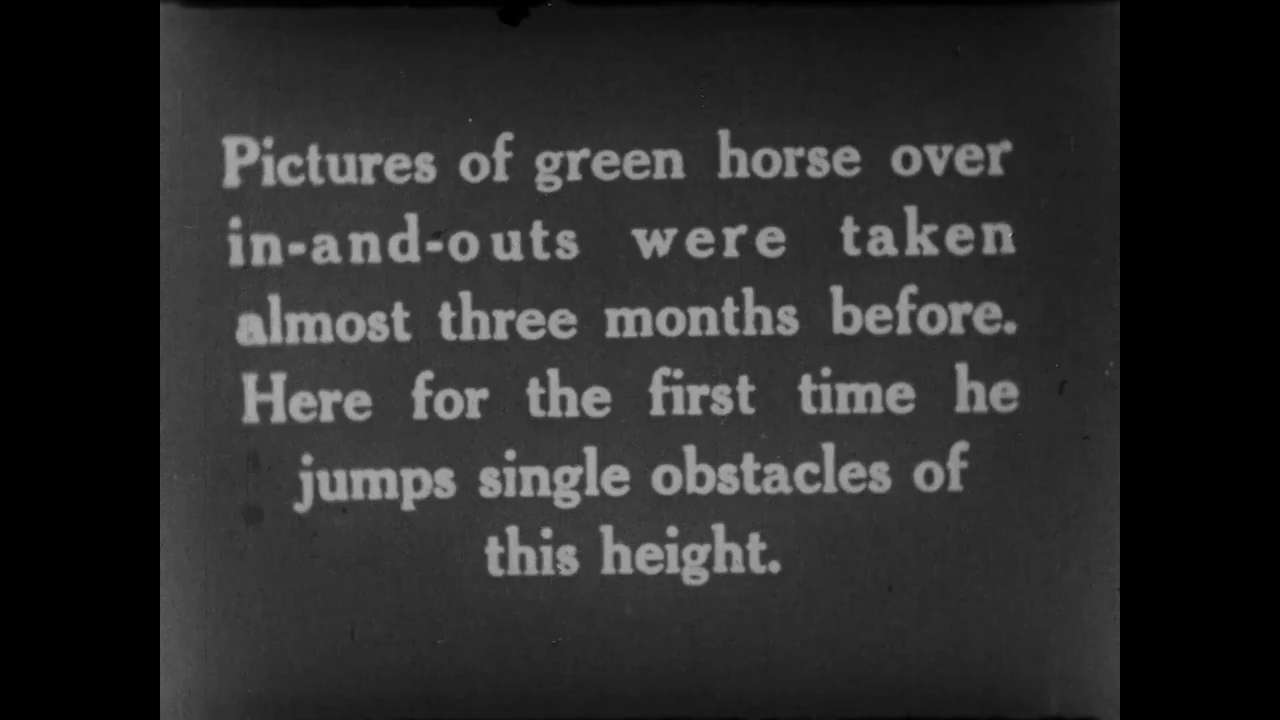 Pictures of green horse over
in-and-outs were taken
almost three months before.
Here for the first time he
jumps single obstacles of
this height.